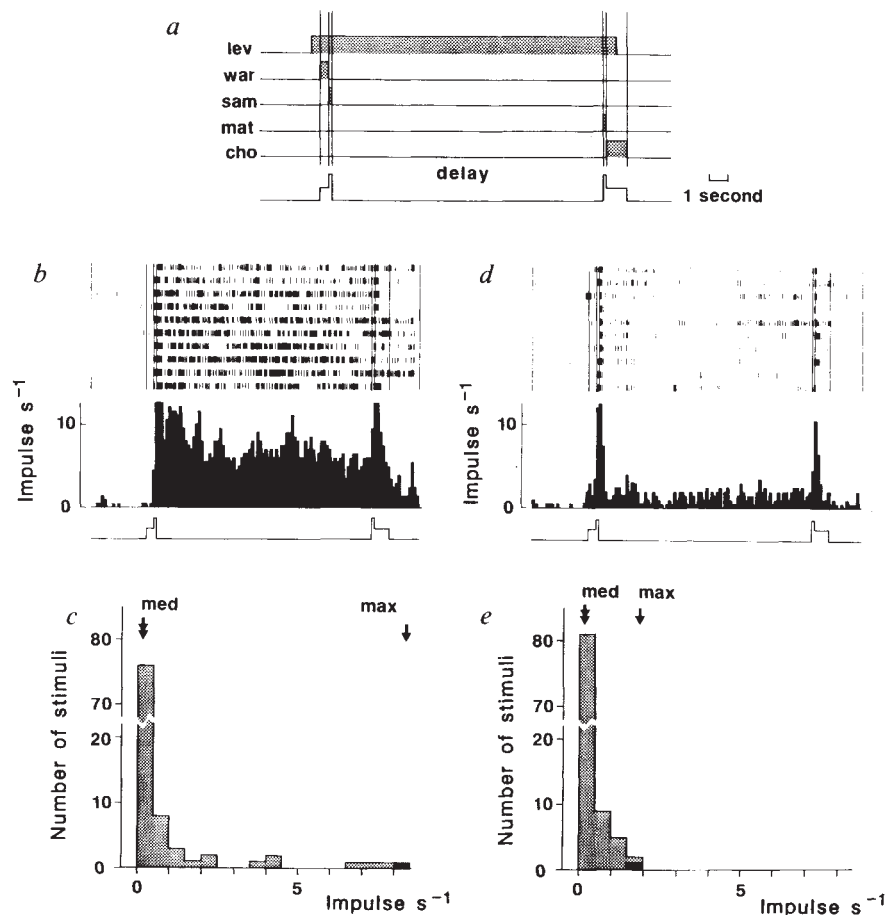 a
lev
war
sam
mat
cho
delay
1 second
b
Impulse s⁻¹
10
0
d
Impulse s⁻¹
10
0
c
med
max
Number of stimuli
80
70
20
10
0
0
5
Impulse s⁻¹
e
med
max
Number of stimuli
80
70
20
10
0
0
5
Impulse s⁻¹